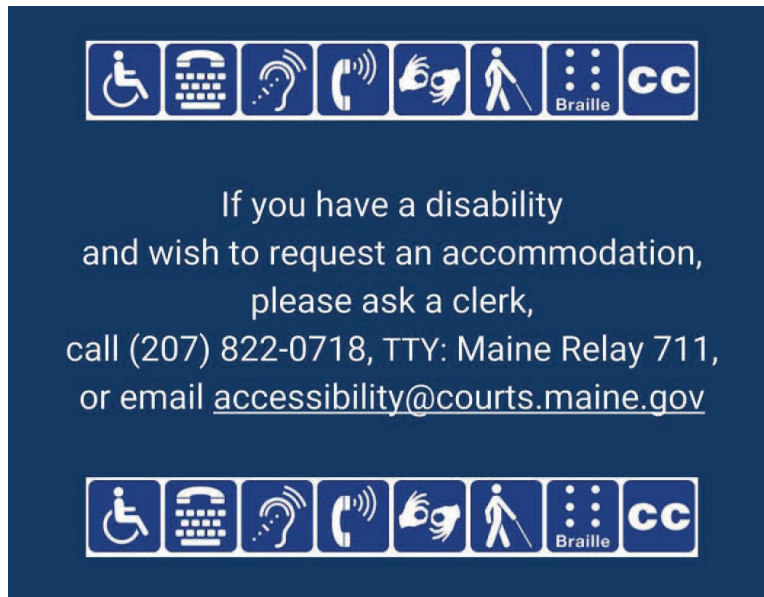 Braille CC
If you have a disability
and wish to request an accommodation,
please ask a clerk,
call (207) 822-0718, TTY: Maine Relay 711,
or email accessibility@courts.maine.gov
Braille CC